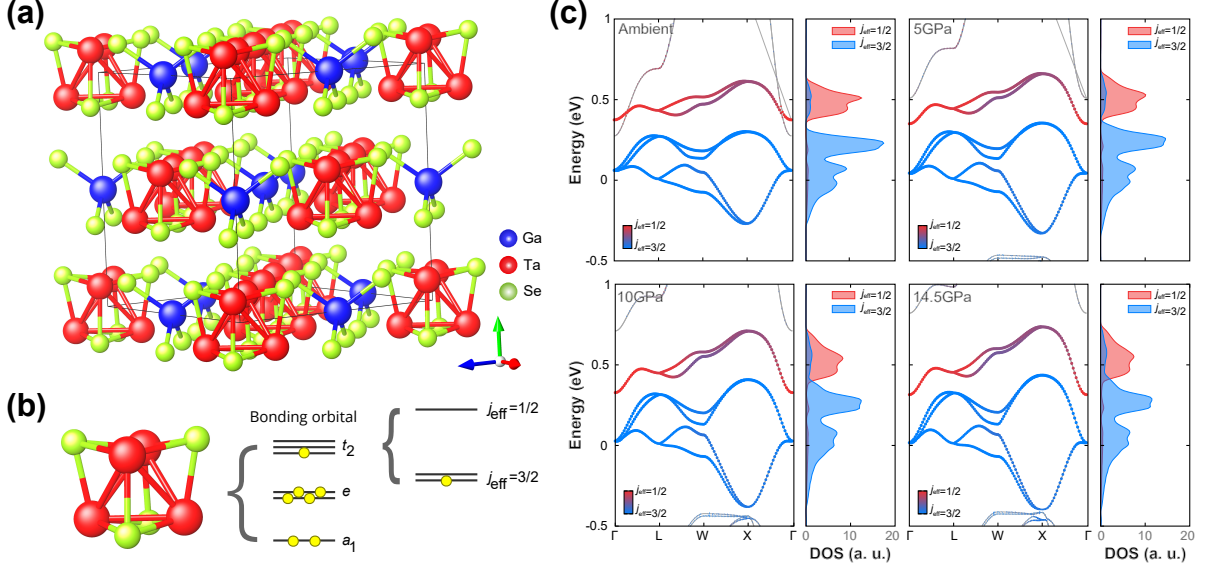 (a)
Ga
Ta
Se
(b)
Bonding orbital
t2
e
a1
jeff=1/2
jeff=3/2
(c)
Energy (eV)
1
0.5
0
-0.5
Ambient
jeff=1/2
jeff=3/2
jeff=1/2
jeff=3/2
5GPa
jeff=1/2
jeff=3/2
jeff=1/2
jeff=3/2
Energy (eV)
1
0.5
0
-0.5
10GPa
jeff=1/2
jeff=3/2
jeff=1/2
jeff=3/2
14.5GPa
jeff=1/2
jeff=3/2
jeff=1/2
jeff=3/2
Γ L W X Γ
0 10 20
DOS (a. u.)
Γ L W X Γ
0 10 20
DOS (a. u.)